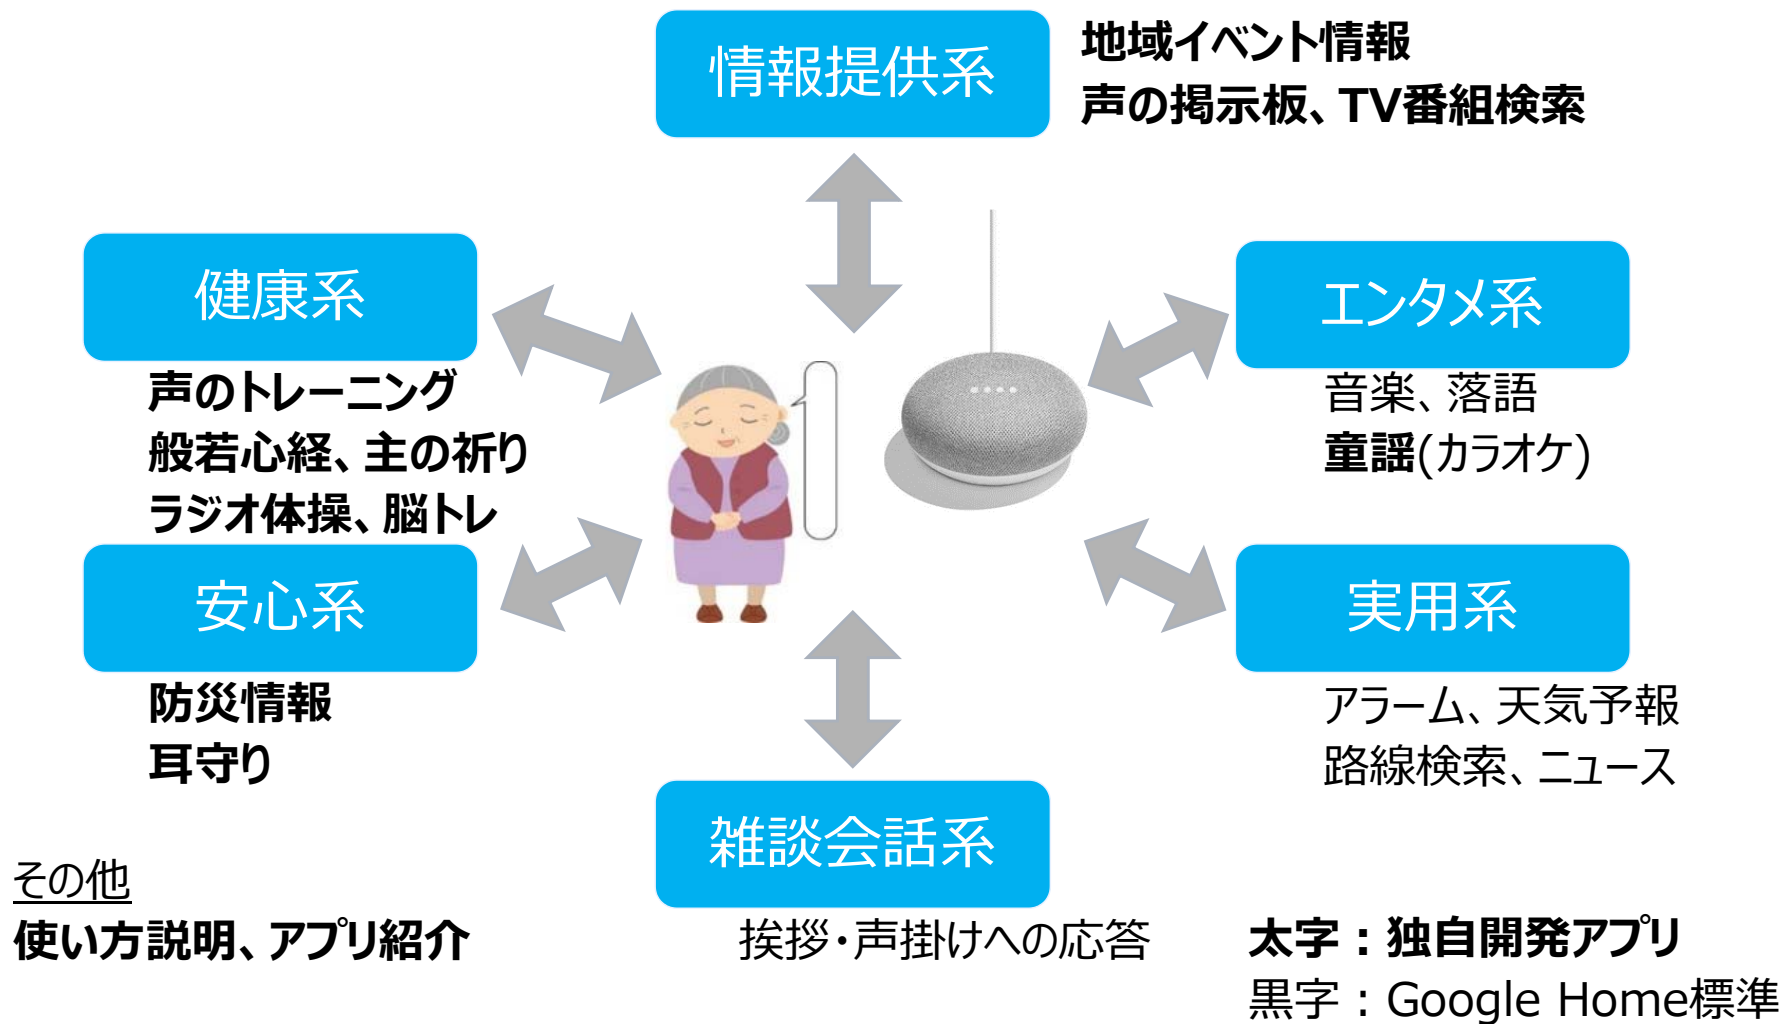 情報提供系
地域イベント情報
声の掲示板、TV番組検索
健康系
声のトレーニング
般若心経、主の祈り
ラジオ体操、脳トレ
エンタメ系
音楽、落語
童謡(カラオケ)
安心系
防災情報
耳守り
実用系
アラーム、天気予報
路線検索、ニュース
雑談会話系
挨拶・声掛けへの応答
その他
使い方説明、アプリ紹介
太字：独自開発アプリ
黒字：Google Home標準